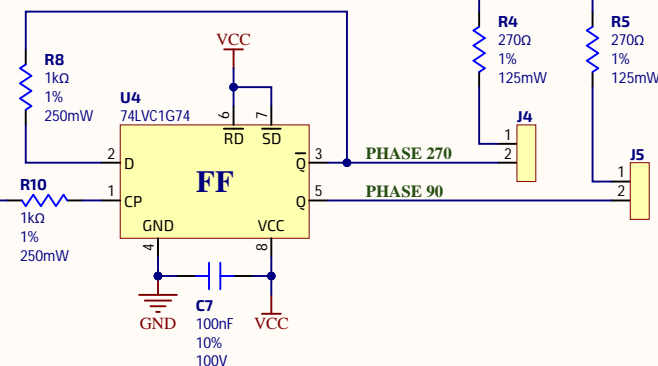 R8
1kΩ
1%
250mW
VCC
R4
270Ω
1%
125mW
R5
270Ω
1%
125mW
U4
74LVC1G74
6
7
RD
SD
J4
1
2
J5
1
2
2
D
Q
3
PHASE 270
FF
R10
1kΩ
1%
250mW
1
CP
Q
5
PHASE 90
GND
VCC
4
8
GND
C7
100nF
10%
100V
VCC